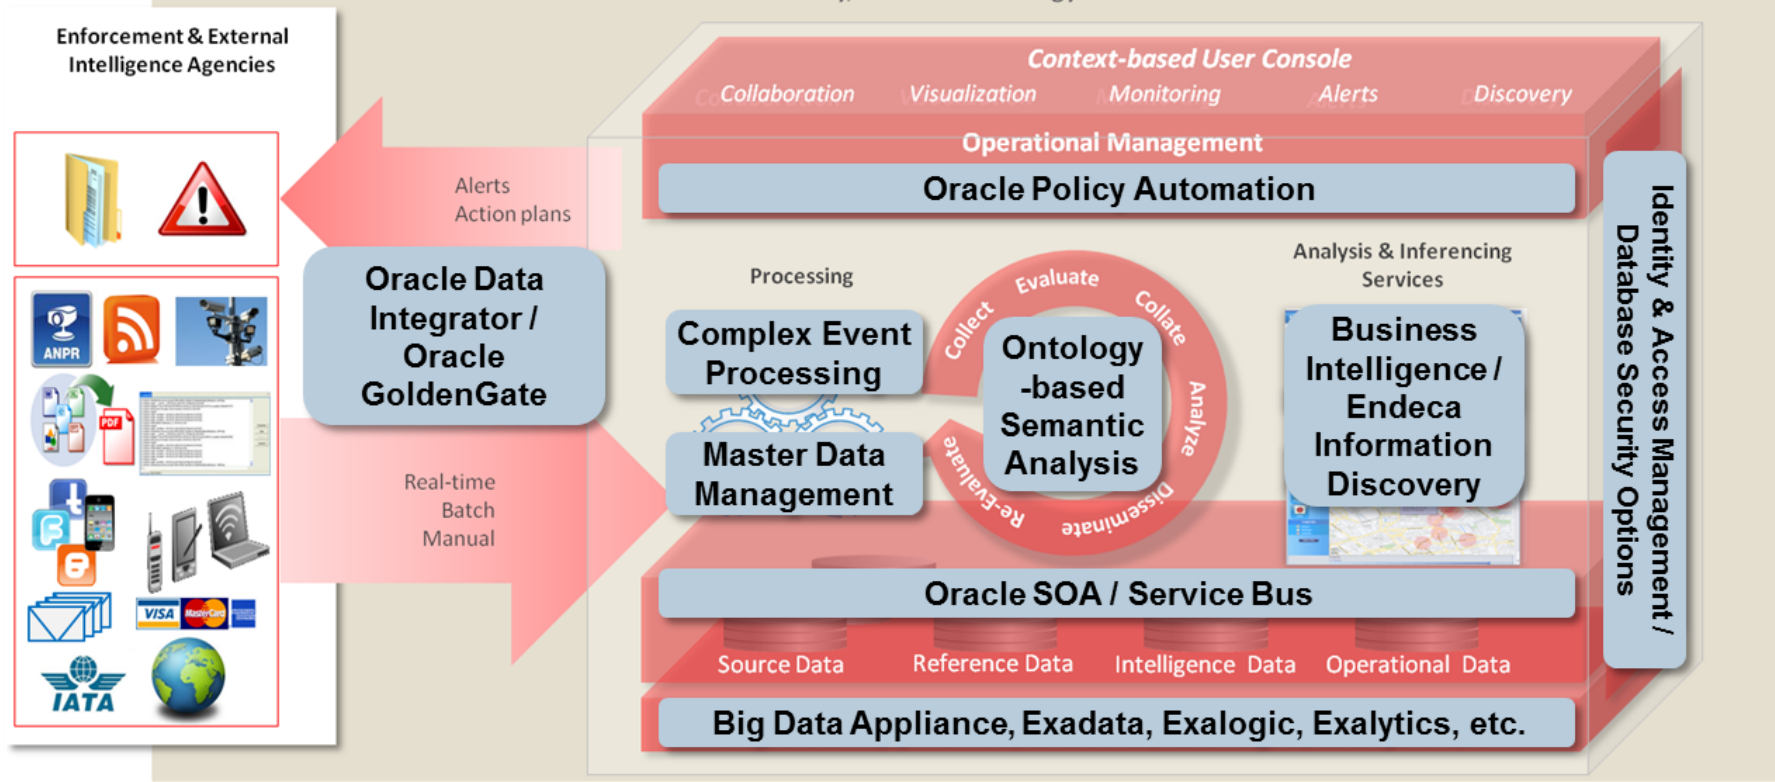 Enforcement & External
Intelligence Agencies
Context-based User Console
Collaboration Visualization Monitoring Alerts Discovery
Operational Management
Oracle Policy Automation
Alerts
Action plans
Oracle Data
Integrator /
Oracle
GoldenGate
Real-time
Batch
Manual
ANPR
PDF
VISA MasterCard
IATA
Processing
Complex Event
Processing
Master Data
Management
Collect
Evaluate
Collate
Analyze
Disseminate
Re-Evaluate
Ontology
-based
Semantic
Analysis
Analysis & Inferencing
Services
Business
Intelligence /
Endeca
Information
Discovery
Identity & Access Management /
Database Security Options
Oracle SOA / Service Bus
Source Data Reference Data Intelligence Data Operational Data
Big Data Appliance, Exadata, Exalogic, Exalytics, etc.